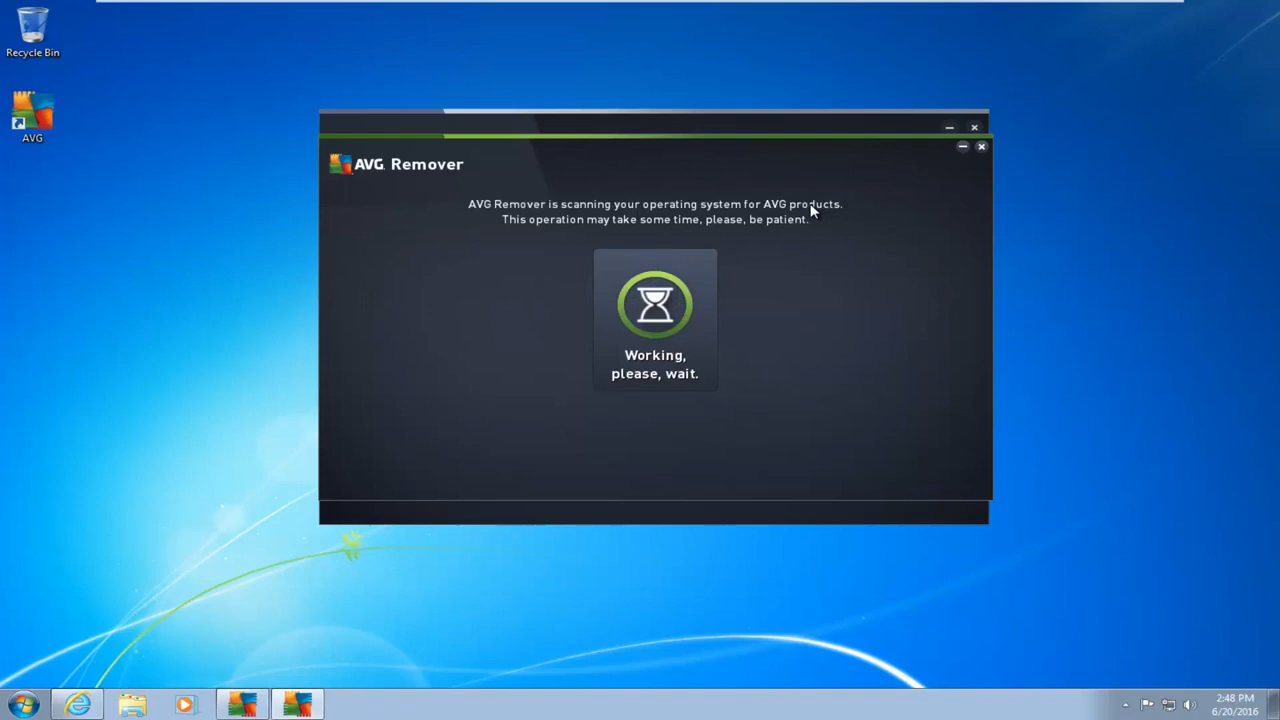 Recycle Bin
AVG
AVG. Remover
AVG Remover is scanning your operating system for AVG products.
This operation may take some time, please, be patient.
Working,
please, wait.
2:48 PM
6/20/2016